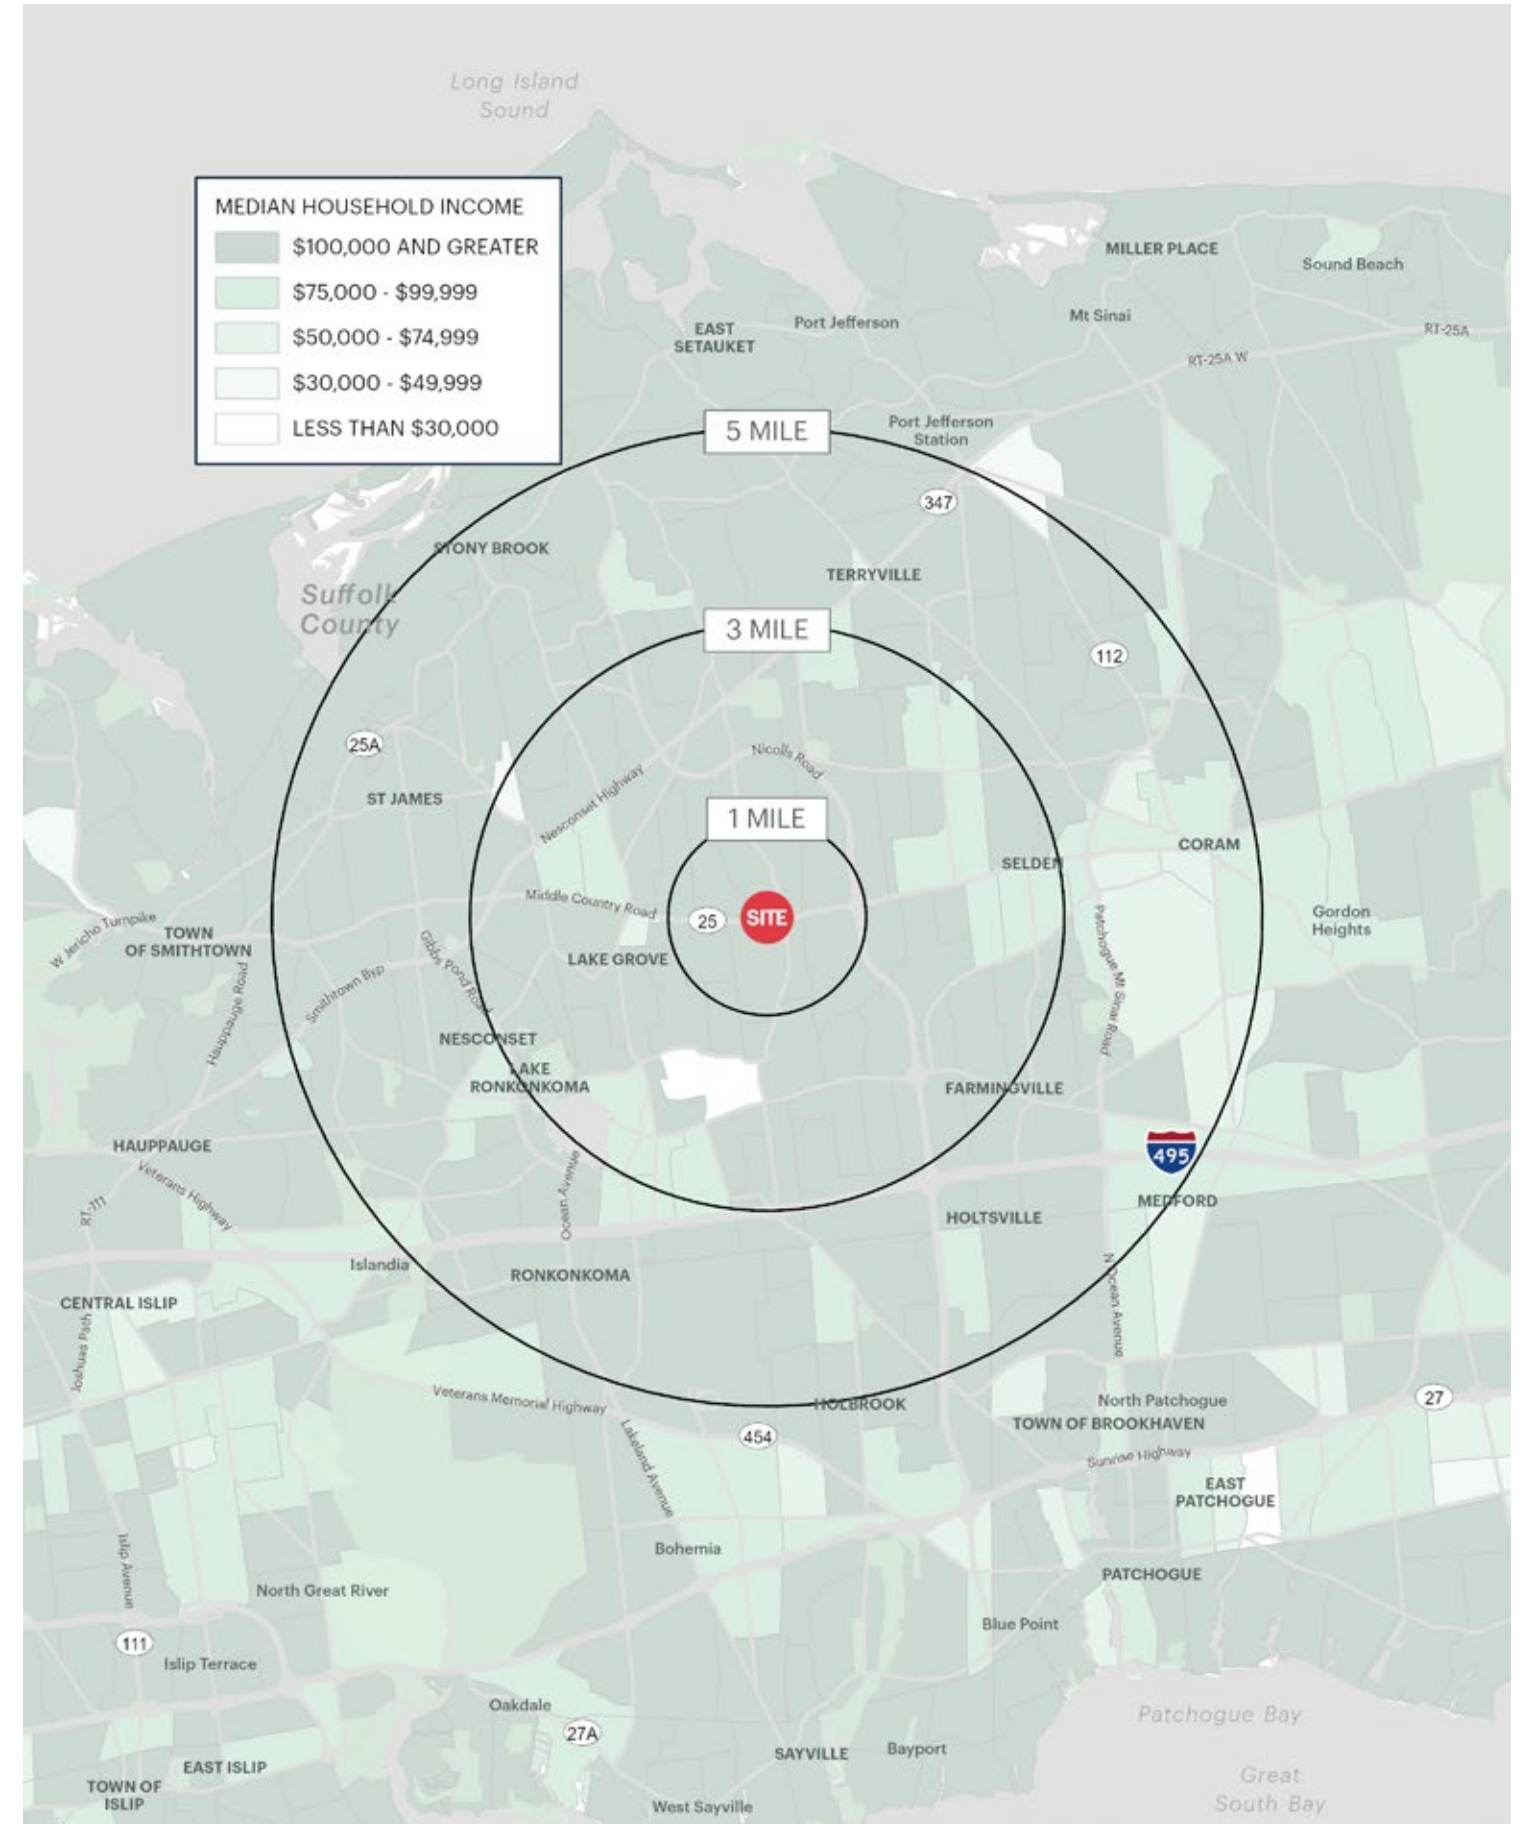 Long Island
Sound
MEDIAN HOUSEHOLD INCOME
$100,000 AND GREATER
$75,000 - $99,999
$50,000 - $74,999
$30,000 - $49,999
LESS THAN $30,000
MILLER PLACE
Sound Beach
Mt Sinai
Port Jefferson
EAST
SETAUKET
RT-25A
RT-25A W
5 MILE
Port Jefferson
Station
347
STONY BROOK
TERRYVILLE
Suffolk
County
3 MILE
112
25A
Nicolls Road
ST JAMES
Nesconset Highway
1 MILE
CORAM
SELDEN
Middle Country Road
25
SITE
Gordon
Heights
W Jericho Turnpike
TOWN
OF SMITHTOWN
Gibbs Pond Road
LAKE GROVE
Patchogue Mt Sinai Road
Smithtown Byp
Hauppauge Road
NESCONSET
LAKE
RONKONKOMA
FARMINGVILLE
HAUPPAUGE
495
Veterans Highway
RT-111
Ocean Avenue
MEDFORD
HOLTSVILLE
Islandia
RONKONKOMA
N Ocean Avenue
CENTRAL ISLIP
Joshuas Path
Veterans Memorial Highway
HOLBROOK
North Patchogue
27
TOWN OF BROOKHAVEN
454
Lakeland Avenue
Sunrise Highway
EAST
PATCHOGUE
Islip Avenue
Bohemia
PATCHOGUE
North Great River
Blue Point
111
Islip Terrace
Oakdale
27A
Patchogue Bay
SAYVILLE
Bayport
EAST ISLIP
TOWN OF
ISLIP
Great
South Bay
West Sayville